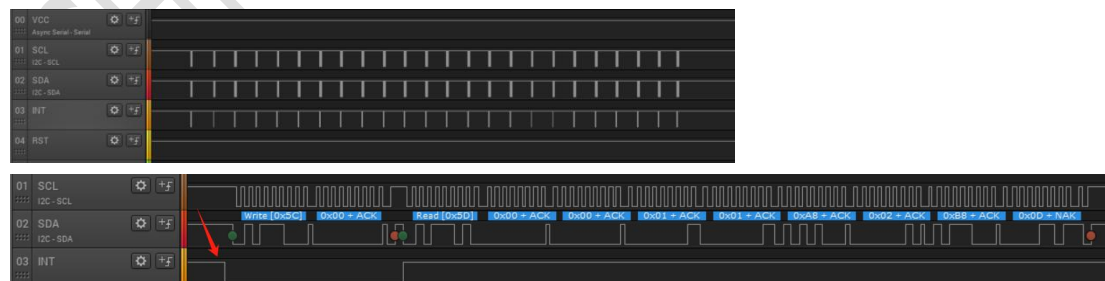 00 VCC
Async Serial - Serial
01 SCL
I2C - SCL
02 SDA
I2C - SDA
03 INT
04 RST
01 SCL
I2C - SCL
Write [0x5C] 0x00 + ACK Read [0x5D] 0x00 + ACK 0x00 + ACK 0x01 + ACK 0x01 + ACK 0xA8 + ACK 0x02 + ACK 0xB8 + ACK 0x0D + NAK
02 SDA
I2C - SDA
03 INT